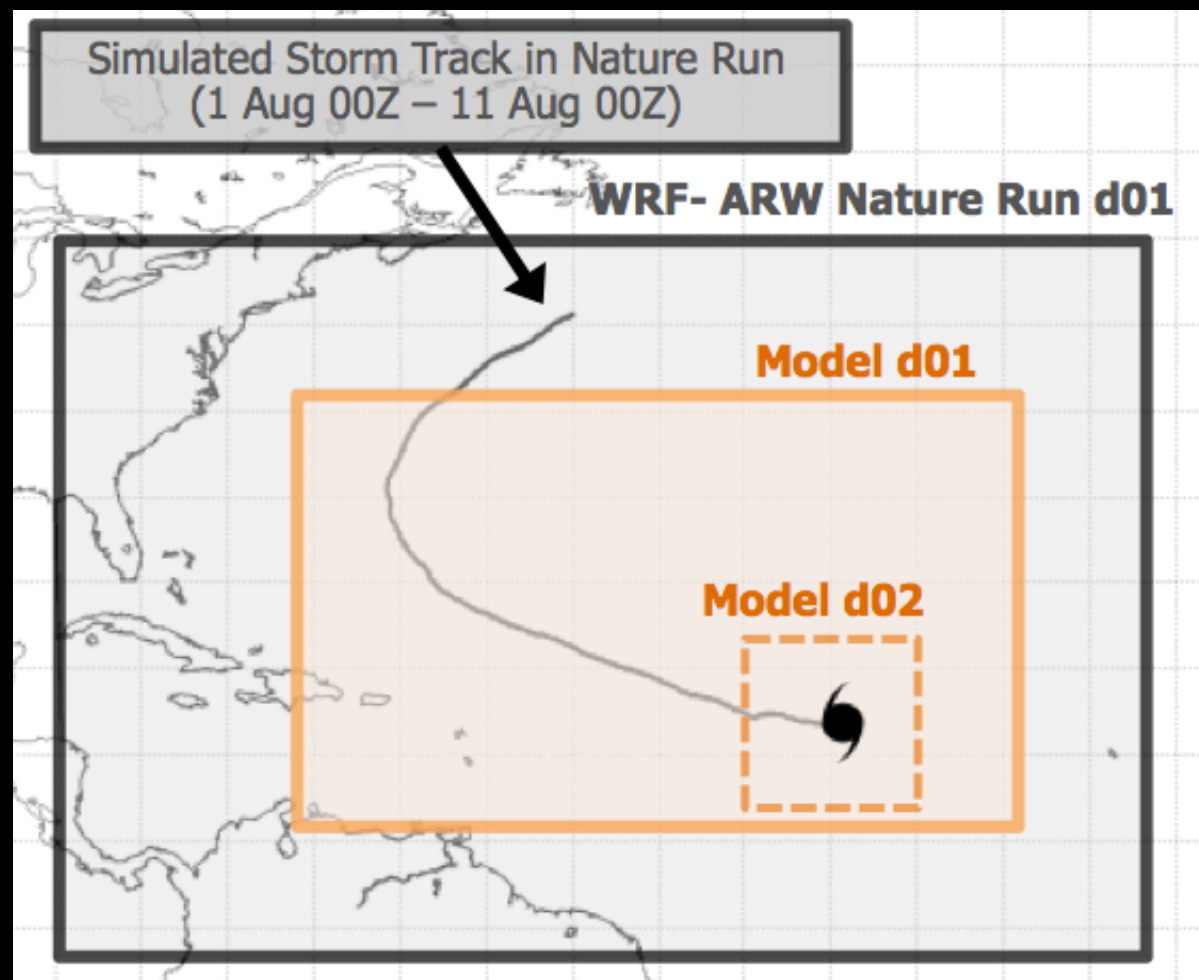 Simulated Storm Track in Nature Run
(1 Aug 00Z – 11 Aug 00Z)
WRF- ARW Nature Run d01
Model d01
Model d02